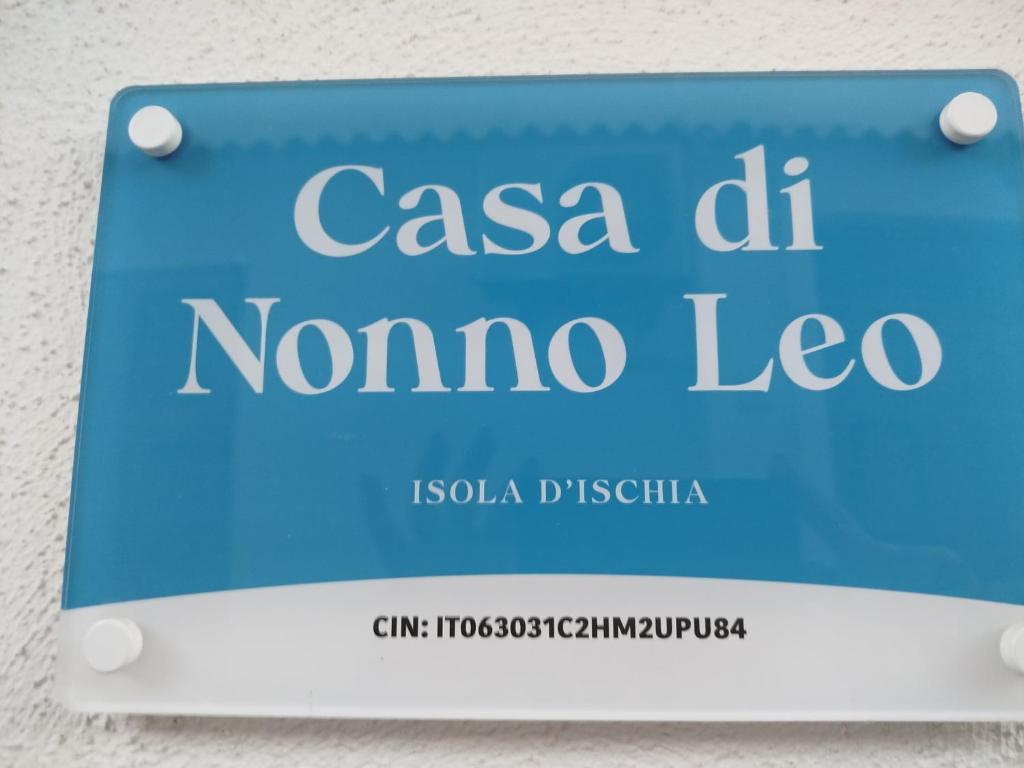 Casa di
Nonno Leo
ISOLA D'ISCHIA
CIN: IT063031C2HM2UPU84